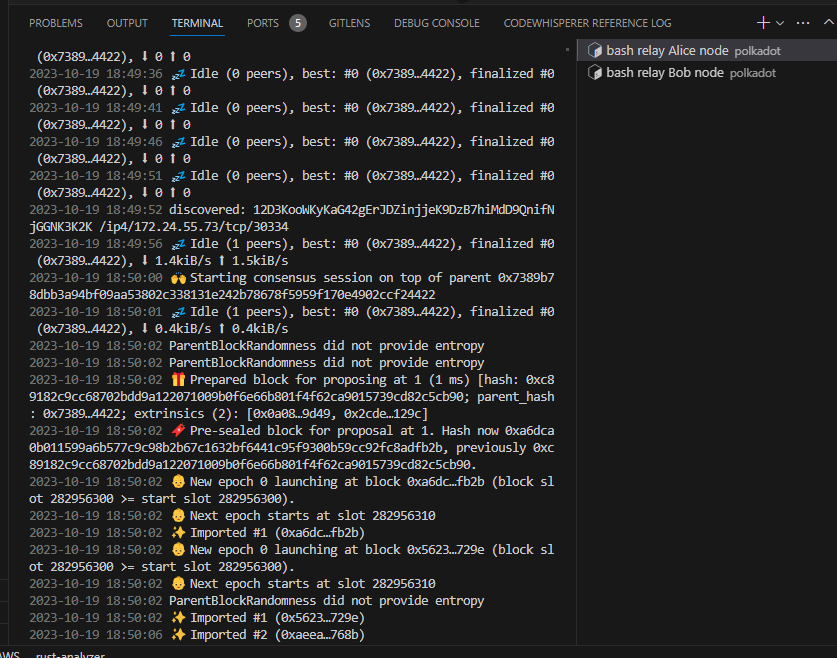 PROBLEMS OUTPUT TERMINAL PORTS 5 GITLENS DEBUG CONSOLE CODEWHISPERER REFERENCE LOG
(0x7389…4422), ⬇ 0 ⬆ 0
2023-10-19 18:49:36 💤 Idle (0 peers), best: #0 (0x7389…4422), finalized #0
(0x7389…4422), ⬇ 0 ⬆ 0
2023-10-19 18:49:41 💤 Idle (0 peers), best: #0 (0x7389…4422), finalized #0
(0x7389…4422), ⬇ 0 ⬆ 0
2023-10-19 18:49:46 💤 Idle (0 peers), best: #0 (0x7389…4422), finalized #0
(0x7389…4422), ⬇ 0 ⬆ 0
2023-10-19 18:49:51 💤 Idle (0 peers), best: #0 (0x7389…4422), finalized #0
(0x7389…4422), ⬇ 0 ⬆ 0
2023-10-19 18:49:52 discovered: 12D3KooWKyKaG42gErJDZinjjeK9DzB7hiMdD9QnifN
jGGNK3K2K /ip4/172.24.55.73/tcp/30334
2023-10-19 18:49:56 💤 Idle (1 peers), best: #0 (0x7389…4422), finalized #0
(0x7389…4422), ⬇ 1.4kiB/s ⬆ 1.5kiB/s
2023-10-19 18:50:00 🙌 Starting consensus session on top of parent 0x7389b7
8dbb3a94bf09aa53802c338131e242b78678f5959f170e4902ccf24422
2023-10-19 18:50:01 💤 Idle (1 peers), best: #0 (0x7389…4422), finalized #0
(0x7389…4422), ⬇ 0.4kiB/s ⬆ 0.4kiB/s
2023-10-19 18:50:02 ParentBlockRandomness did not provide entropy
2023-10-19 18:50:02 ParentBlockRandomness did not provide entropy
2023-10-19 18:50:02 🎁 Prepared block for proposing at 1 (1 ms) [hash: 0xc8
9182c9cc68702bdd9a122071009b0f6e66b801f4f62ca9015739cd82c5cb90; parent_hash
: 0x7389…4422; extrinsics (2): [0x0a08…9d49, 0x2cde…129c]
2023-10-19 18:50:02 🔖 Pre-sealed block for proposal at 1. Hash now 0xa6dca
0b011599a6b577c9c98b2b67c1632bf6441c95f9300b59cc92fc8adfb2b, previously 0xc
89182c9cc68702bdd9a122071009b0f6e66b801f4f62ca9015739cd82c5cb90.
2023-10-19 18:50:02 👶 New epoch 0 launching at block 0xa6dc…fb2b (block sl
ot 282956300 >= start slot 282956300).
2023-10-19 18:50:02 👶 Next epoch starts at slot 282956310
2023-10-19 18:50:02 ✨ Imported #1 (0xa6dc…fb2b)
2023-10-19 18:50:02 👶 New epoch 0 launching at block 0x5623…729e (block sl
ot 282956300 >= start slot 282956300).
2023-10-19 18:50:02 👶 Next epoch starts at slot 282956310
2023-10-19 18:50:02 ParentBlockRandomness did not provide entropy
2023-10-19 18:50:02 ✨ Imported #1 (0x5623…729e)
2023-10-19 18:50:06 ✨ Imported #2 (0xaeea…768b)
bash relay Alice node polkadot
bash relay Bob node polkadot
AWS rust-analyzer